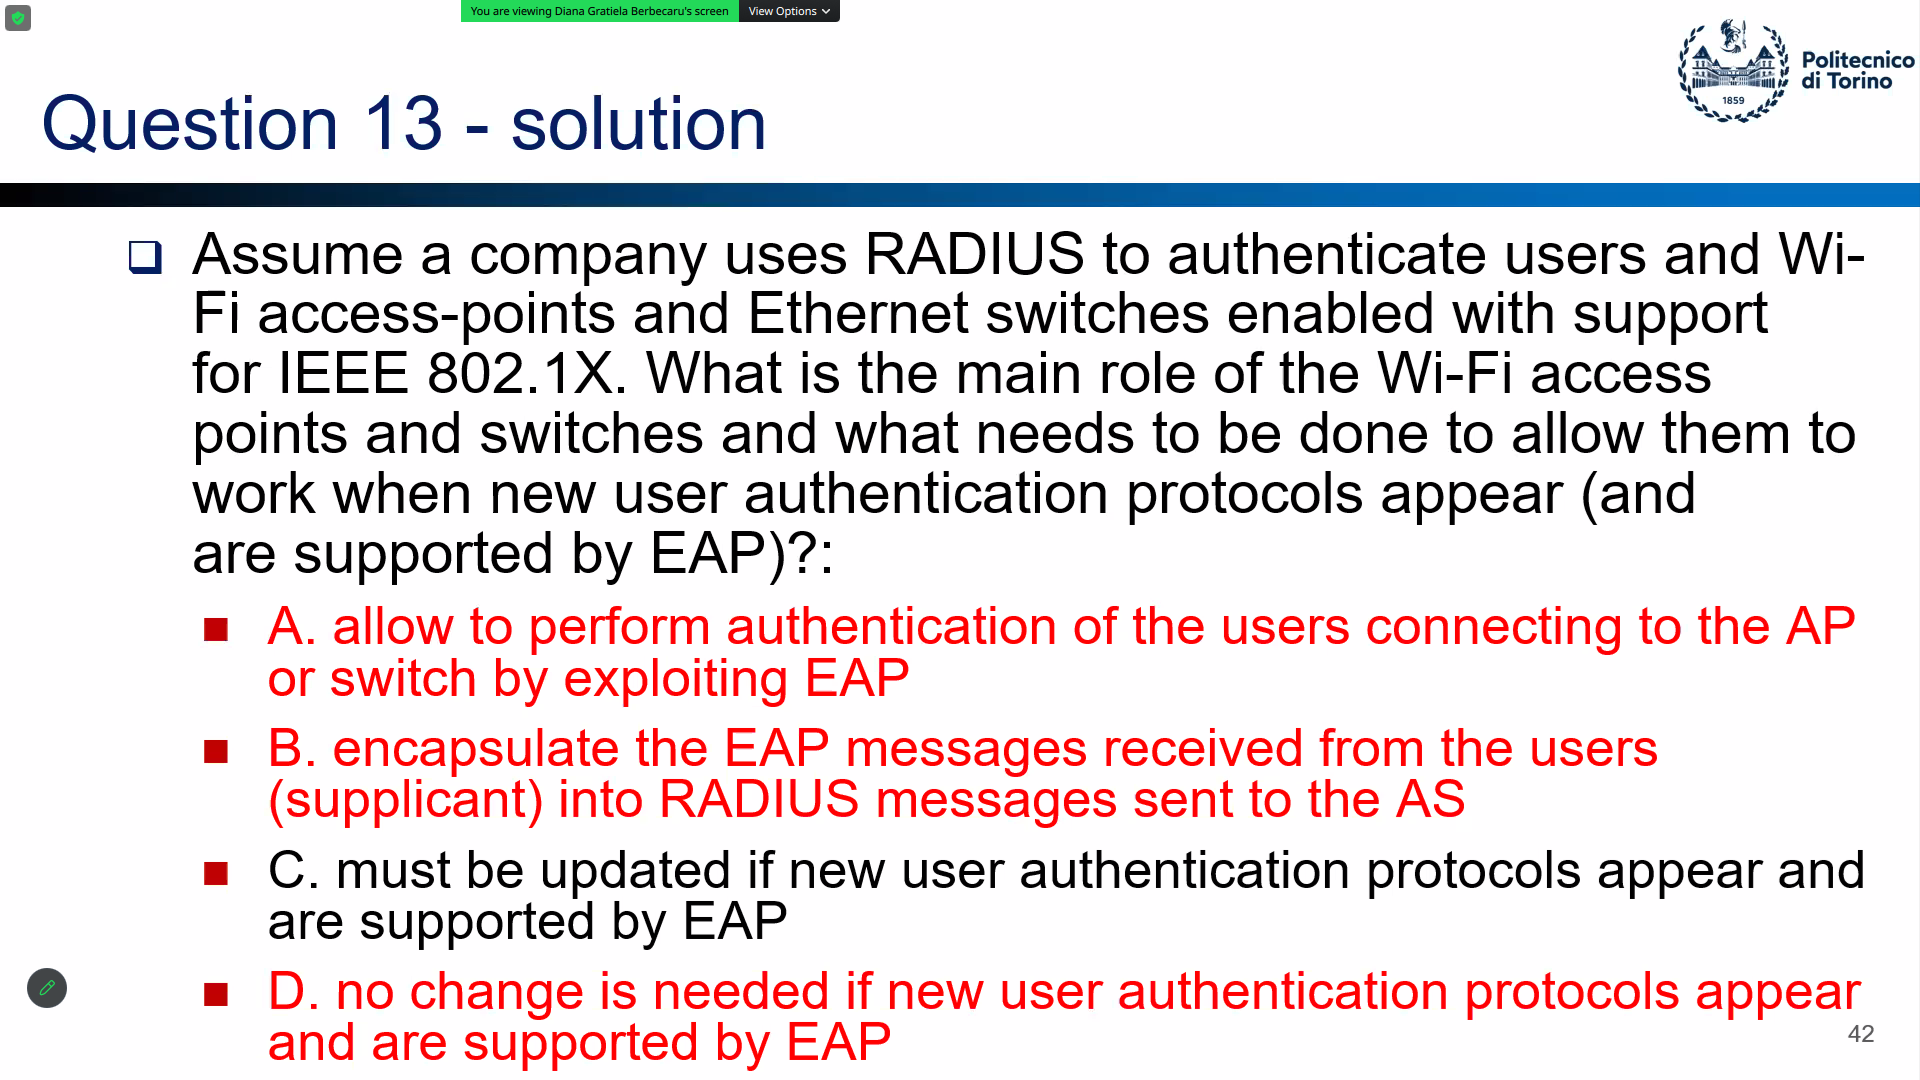 You are viewing Diana Gratiela Berbecaru's screen View Options
Politecnico
di Torino
1859
Question 13 - solution
Assume a company uses RADIUS to authenticate users and Wi-
Fi access-points and Ethernet switches enabled with support
for IEEE 802.1X. What is the main role of the Wi-Fi access
points and switches and what needs to be done to allow them to
work when new user authentication protocols appear (and
are supported by EAP)?:
A. allow to perform authentication of the users connecting to the AP
or switch by exploiting EAP
B. encapsulate the EAP messages received from the users
(supplicant) into RADIUS messages sent to the AS
C. must be updated if new user authentication protocols appear and
are supported by EAP
D. no change is needed if new user authentication protocols appear
and are supported by EAP
42